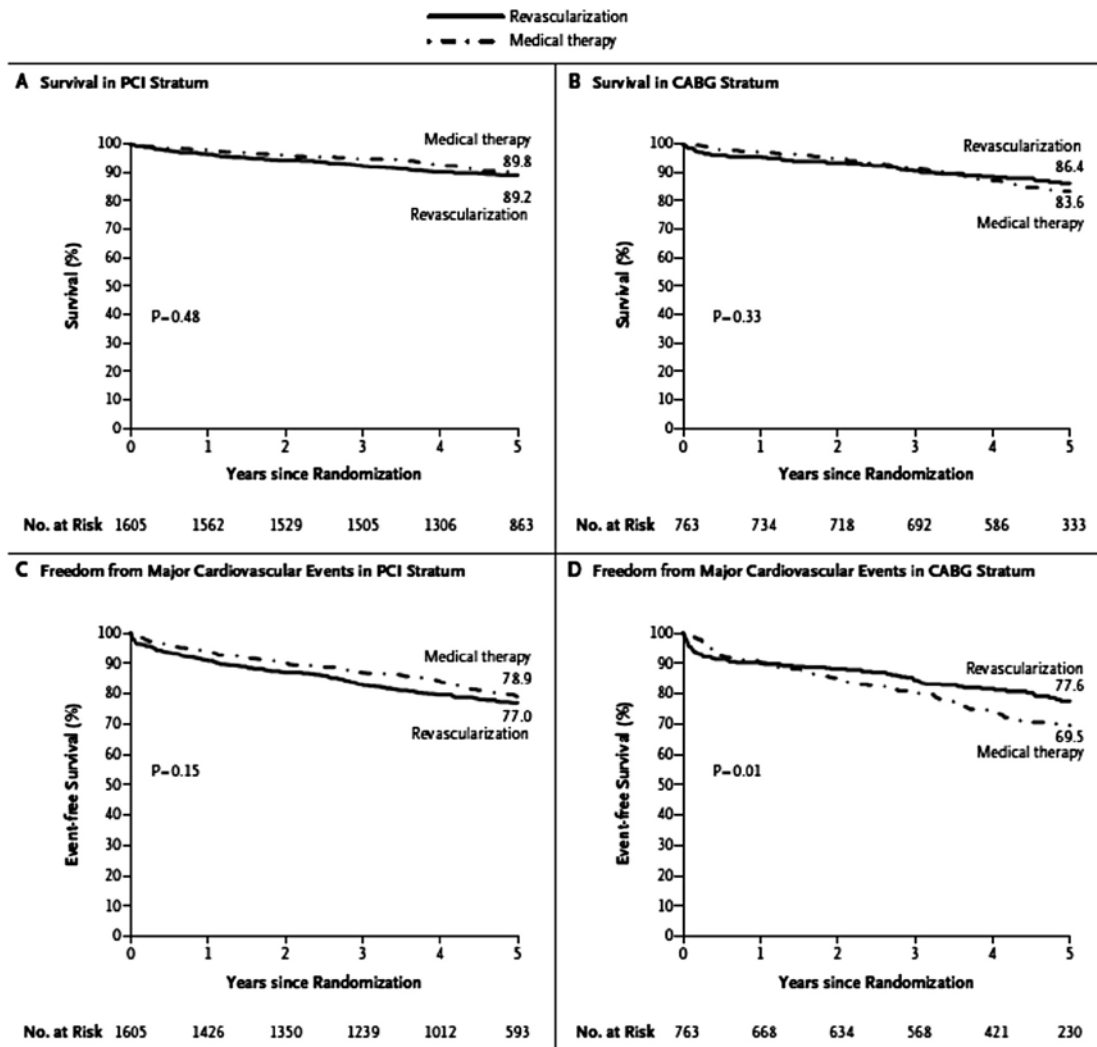 Revascularization
Medical therapy
A Survival in PCI Stratum
100
90
80
70
60
50
40
30
20
10
0
Survival (%)
Medical therapy
89.8
89.2
Revascularization
P=0.48
0 1 2 3 4 5
Years since Randomization
No. at Risk 1605 1562 1529 1505 1306 863
B Survival in CABG Stratum
100
90
80
70
60
50
40
30
20
10
0
Survival (%)
Revascularization
86.4
83.6
Medical therapy
P=0.33
0 1 2 3 4 5
Years since Randomization
763 734 718 692 586 333
C Freedom from Major Cardiovascular Events in PCI Stratum
100
90
80
70
60
50
40
30
20
10
0
Event-free Survival (%)
Medical therapy
78.9
77.0
Revascularization
P=0.15
0 1 2 3 4 5
Years since Randomization
No. at Risk 1605 1426 1350 1239 1012 593
D Freedom from Major Cardiovascular Events in CABG Stratum
100
90
80
70
60
50
40
30
20
10
0
Event-free Survival (%)
Revascularization
77.6
69.5
Medical therapy
P=0.01
0 1 2 3 4 5
Years since Randomization
No. at Risk 763 668 634 568 421 230